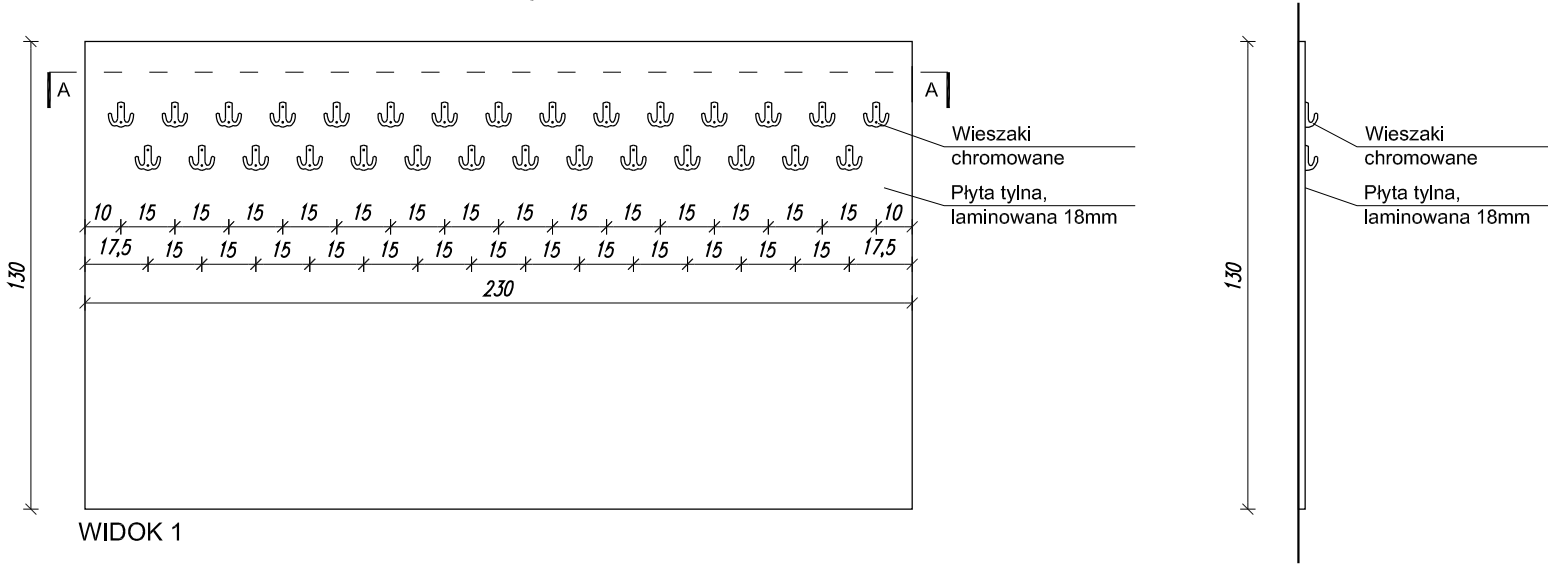 A
A
Wieszaki
chromowane
Płyta tylna,
laminowana 18mm
10 15 15 15 15 15 15 15 15 15 15 15 15 15 15 10
17,5 15 15 15 15 15 15 15 15 15 15 15 15 15 17,5
230
130
WIDOK 1
Wieszaki
chromowane
Płyta tylna,
laminowana 18mm
130